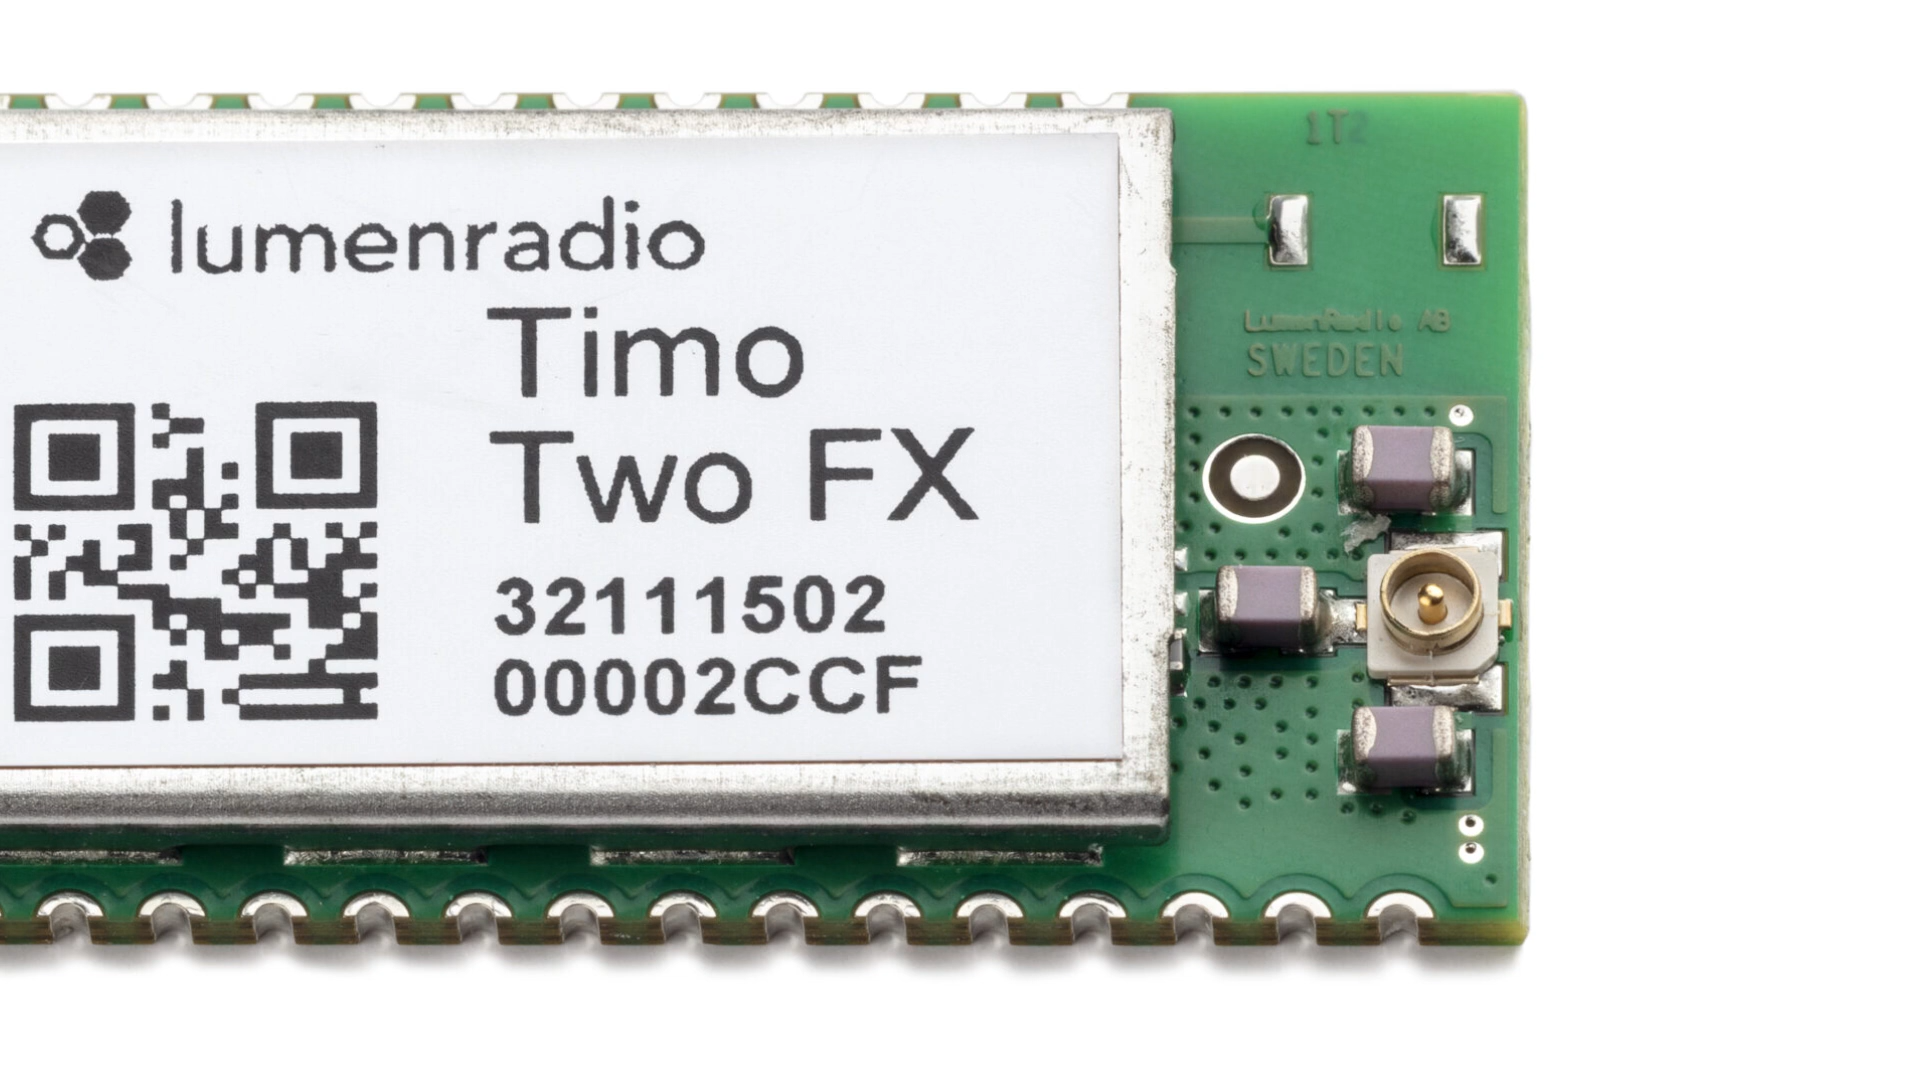 lumenradio
Timo
Two FX
32111502
00002CCF
1T2
LumenRadio AB
SWEDEN